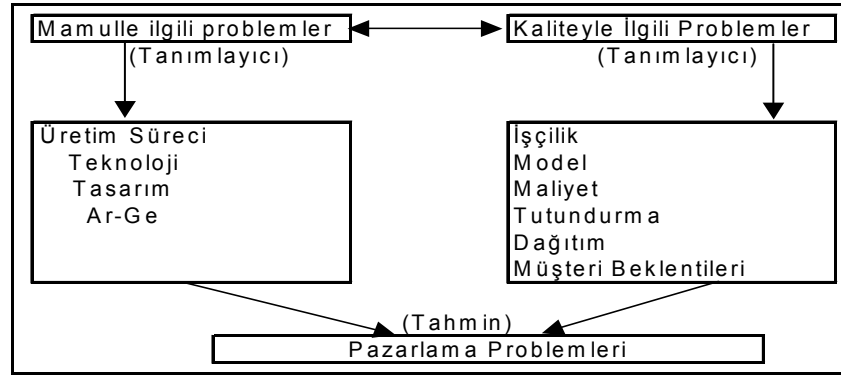 Mamulle ilgili problemler
(Tanımlayıcı)
Kaliteyle İlgili Problemler
(Tanımlayıcı)
Üretim Süreci
Teknoloji
Tasarım
Ar-Ge
İşçilik
Model
Maliyet
Tutundurma
Dağıtım
Müşteri Beklentileri
(Tahmin)
Pazarlama Problemleri